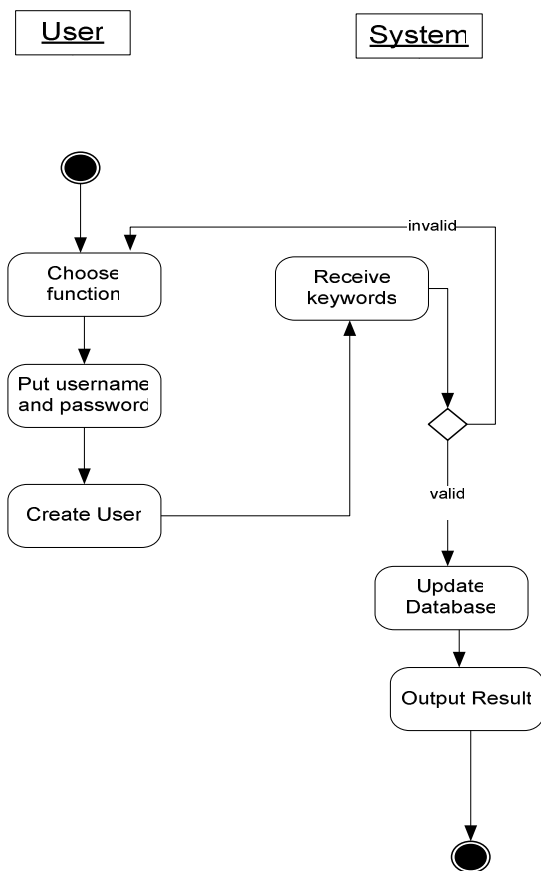 User
System
invalid
Choose
function
Receive
keywords
Put username
and password
valid
Create User
Update
Database
Output Result